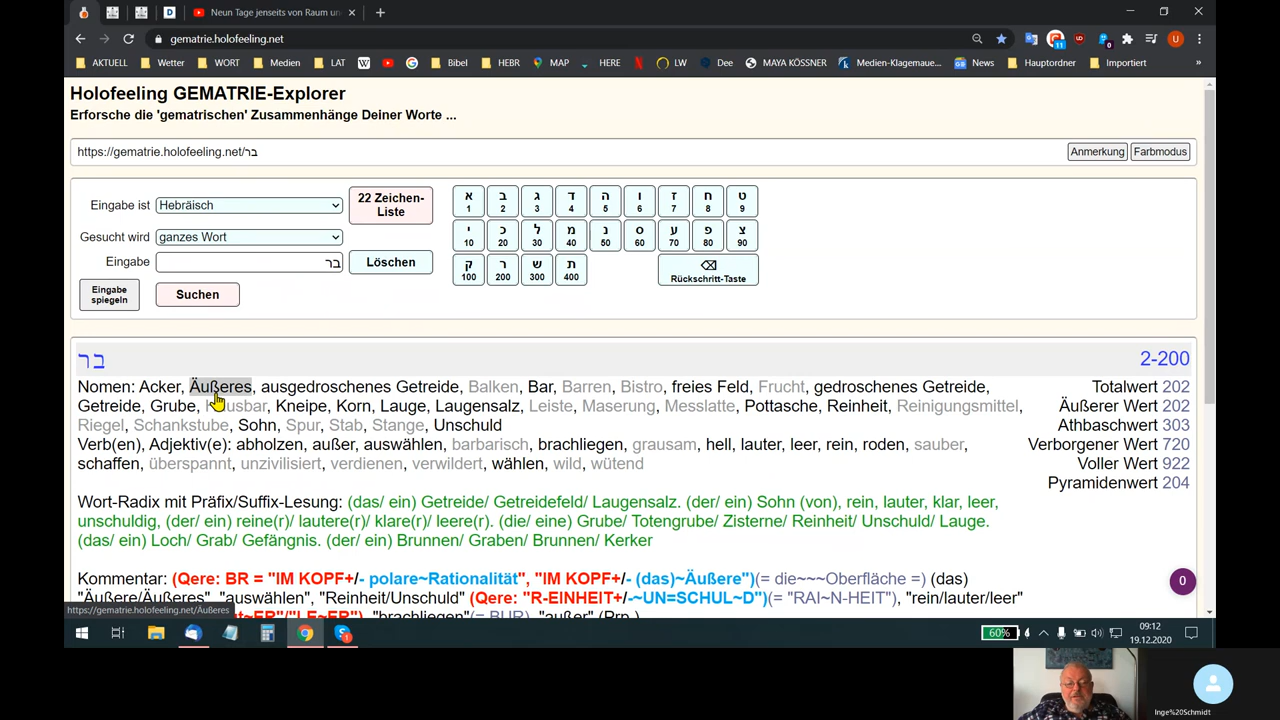 Neun Tage jenseits von Raum un
gematrie.holofeeling.net
AKTUELL Wetter WORT Medien LAT Bibel HEBR MAP HERE LW Dee MAYA KÖSSNER Medien-Klagemaue... News Hauptordner Importiert »
Holofeeling GEMATRIE-Explorer
Erforsche die 'gematrischen' Zusammenhänge Deiner Worte ...
https://gematrie.holofeeling.net/בר
Anmerkung Farbmodus
Eingabe ist Hebräisch
22 Zeichen-
Liste
Gesucht wird ganzes Wort
Eingabe בר
Löschen
Eingabe
spiegeln
Suchen
א ב ג ד ה ו ז ח ט
1 2 3 4 5 6 7 8 9
י כ ל מ נ ס ע פ צ
10 20 30 40 50 60 70 80 90
ק ר ש ת
100 200 300 400
Rückschritt-Taste
בר 2-200
Nomen: Acker, Äußeres, ausgedroschenes Getreide, Balken, Bar, Barren, Bistro, freies Feld, Frucht, gedroschenes Getreide,
Getreide, Grube, Hausbar, Kneipe, Korn, Lauge, Laugensalz, Leiste, Maserung, Messlatte, Pottasche, Reinheit, Reinigungsmittel,
Riegel, Schankstube, Sohn, Spur, Stab, Stange, Unschuld
Verb(en), Adjektiv(e): abholzen, außer, auswählen, barbarisch, brachliegen, grausam, hell, lauter, leer, rein, roden, sauber,
schaffen, überspannt, unzivilisiert, verdienen, verwildert, wählen, wild, wütend
Totalwert 202
Äußerer Wert 202
Athbaschwert 303
Verborgener Wert 720
Voller Wert 922
Pyramidenwert 204
Wort-Radix mit Präfix/Suffix-Lesung: (das/ ein) Getreide/ Getreidefeld/ Laugensalz. (der/ ein) Sohn (von), rein, lauter, klar, leer,
unschuldig, (der/ ein) reine(r)/ lautere(r)/ klare(r)/ leere(r). (die/ eine) Grube/ Totengrube/ Zisterne/ Reinheit/ Unschuld/ Lauge.
(das/ ein) Loch/ Grab/ Gefängnis. (der/ ein) Brunnen/ Graben/ Brunnen/ Kerker
Kommentar: (Qere: BR = "IM KOPF+/- polare~Rationalität", "IM KOPF+/- (das)~Äußere")(= die~~~Oberfläche =) (das)
"Äußere/Äußeres", "auswählen", "Reinheit/Unschuld" (Qere: "R-EINHEIT+/-~UN=SCHUL~D")(= "RAI~N-HEIT"), "rein/lauter/leer"
"brachliegen"(= BUR), "außer" (Prp.)
0
https://gematrie.holofeeling.net/Äußeres
60%
09:12
19.12.2020
Inge%20Schmidt